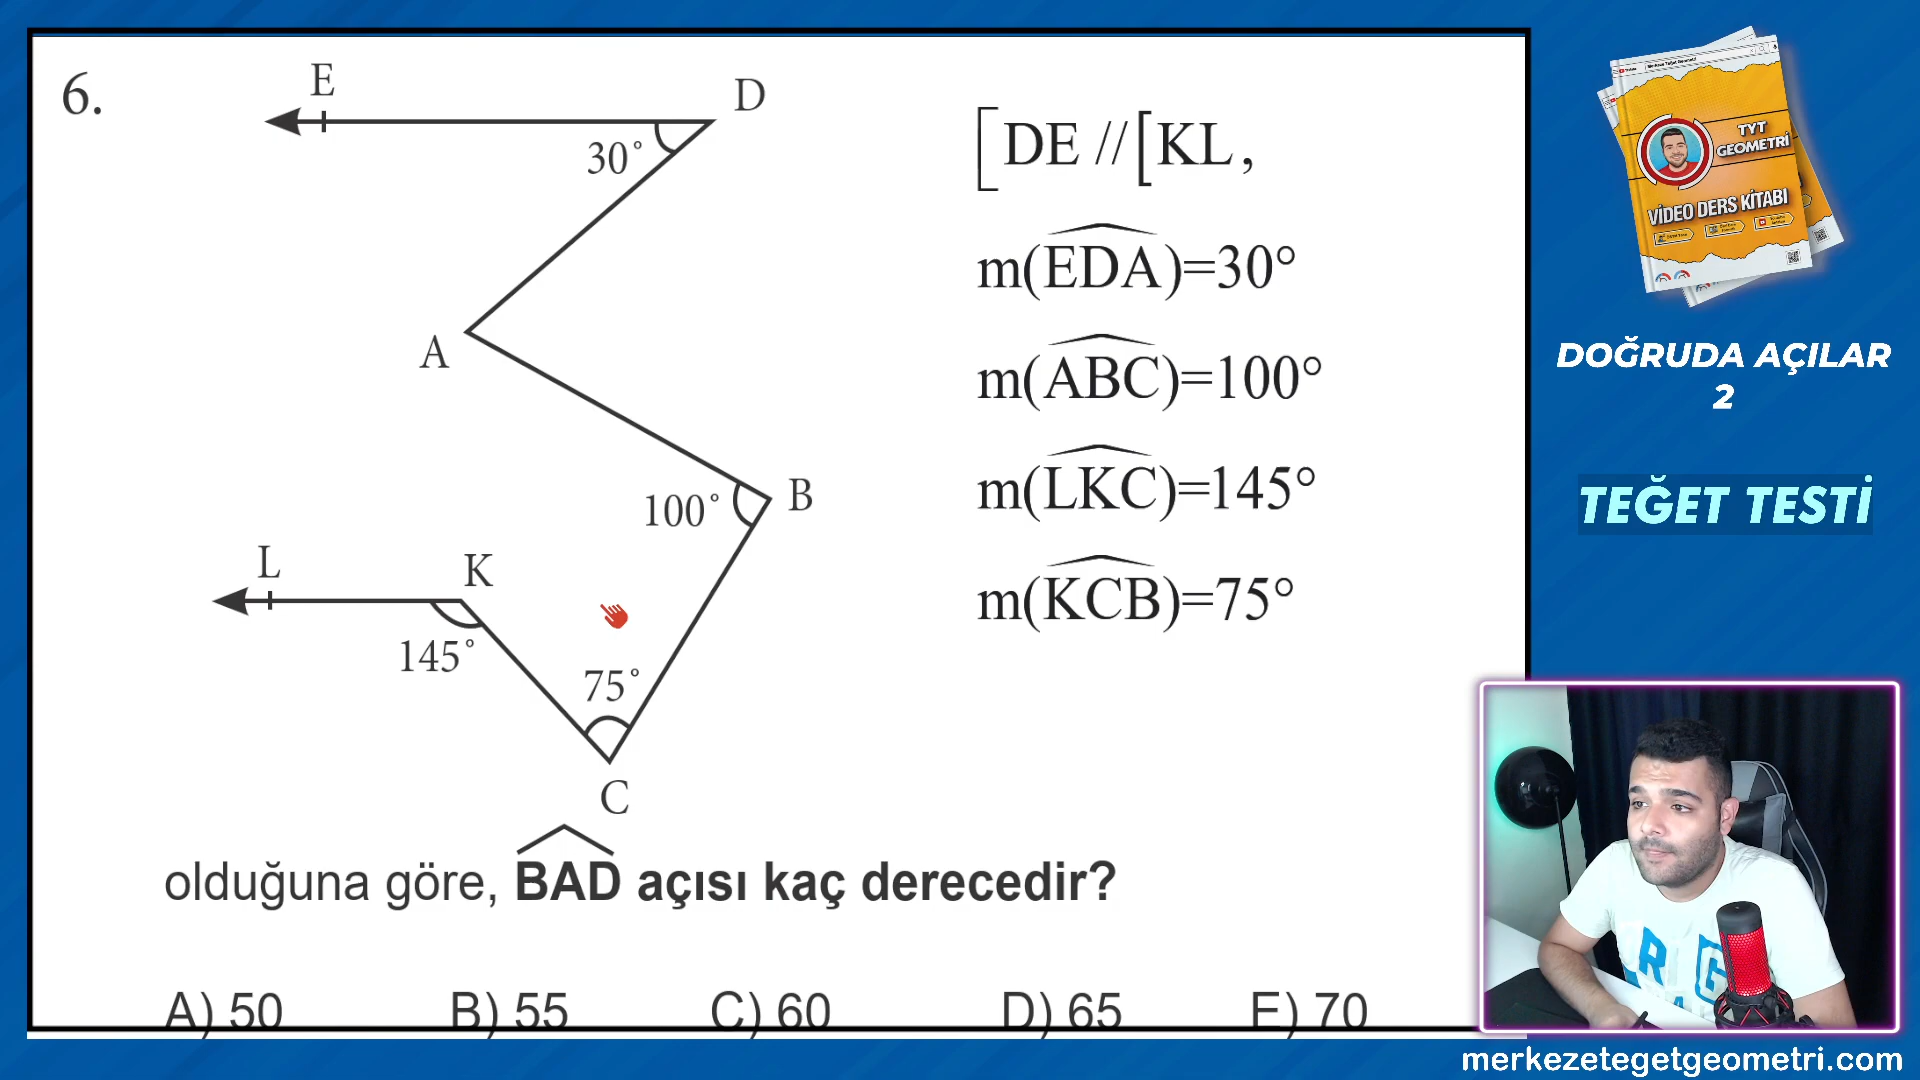 6.
E
D
30°
A
B
100°
L
K
145°
75°
C
[DE // [KL,
m(EDA)=30°
m(ABC)=100°
m(LKC)=145°
m(KCB)=75°
olduğuna göre, BAD açısı kaç derecedir?
A) 50 B) 55 C) 60 D) 65 E) 70
TYT
GEOMETRİ
VİDEO DERS KİTABI
DOĞRUDA AÇILAR
2
TEĞET TESTİ
merkezetegetgeometri.com